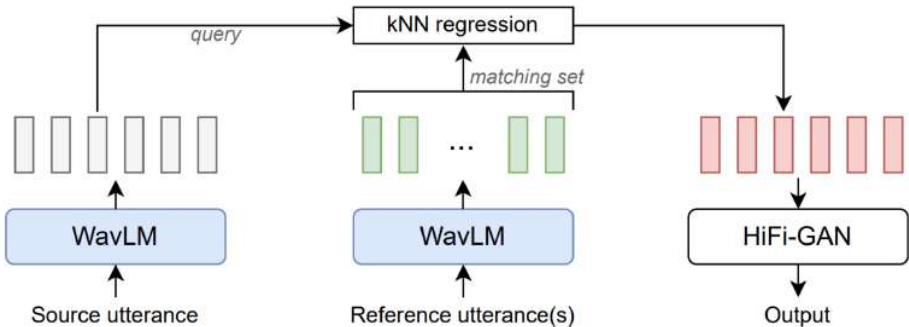 kNN regression
query
matching set
...
WavLM
WavLM
HiFi-GAN
Source utterance
Reference utterance(s)
Output